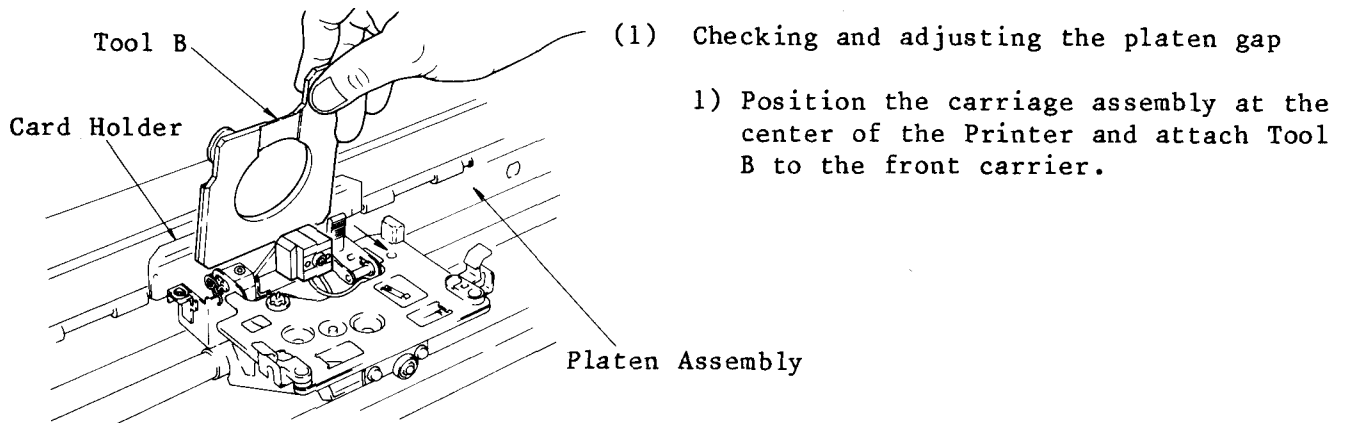 Tool B
Card Holder
Platen Assembly
(1) Checking and adjusting the platen gap
1) Position the carriage assembly at the
center of the Printer and attach Tool
B to the front carrier.